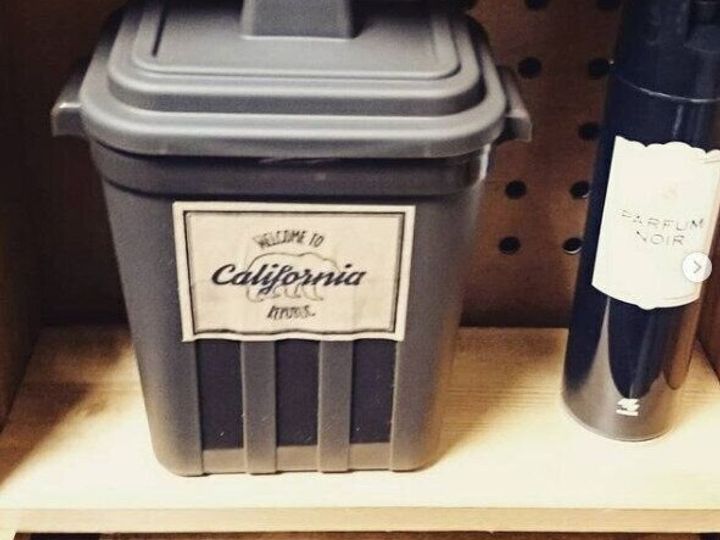 WELCOME TO
California
REPUBLIC
PARFUM
NOIR